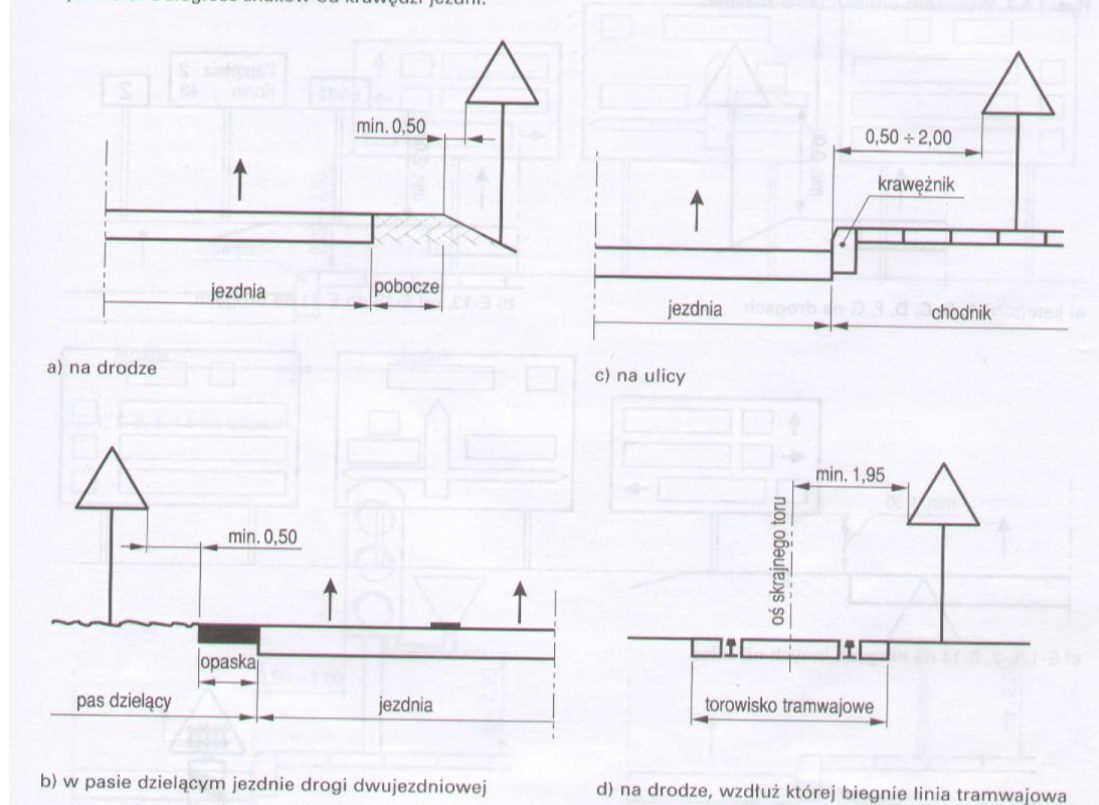 min. 0,50
jezdnia
pobocze
a) na drodze
0,50 ÷ 2,00
krawężnik
jezdnia
chodnik
c) na ulicy
min. 0,50
opaska
pas dzielący
jezdnia
b) w pasie dzielącym jezdnie drogi dwujezdniowej
min. 1,95
oś skrajnego toru
torowisko tramwajowe
d) na drodze, wzdłuż której biegnie linia tramwajowa